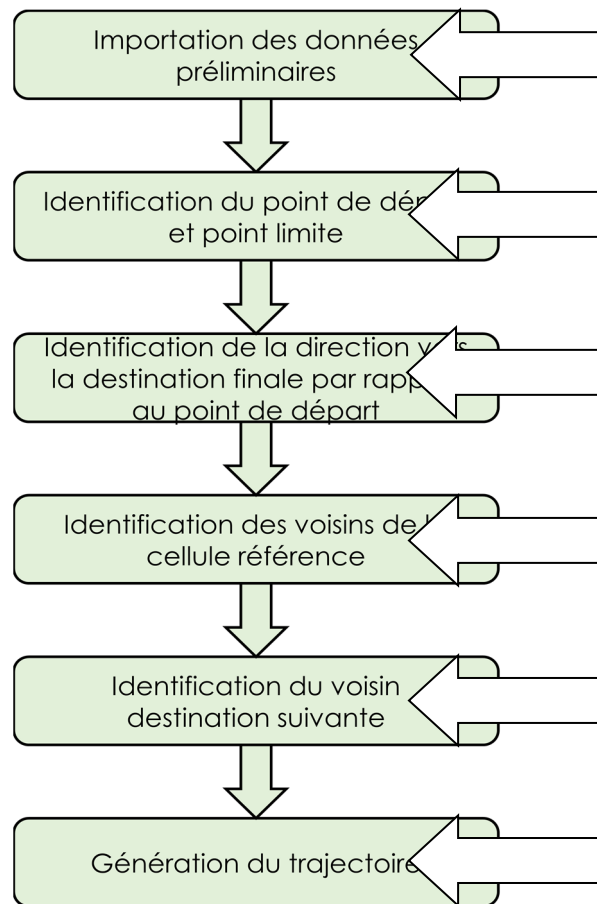 Importation des données
préliminaires
Identification du point de
et point limite
Identification de la direction
la destination finale par
au point de départ
Identification des voisins de
cellule référence
Identification du voisin
destination suivante
Génération du trajectoire